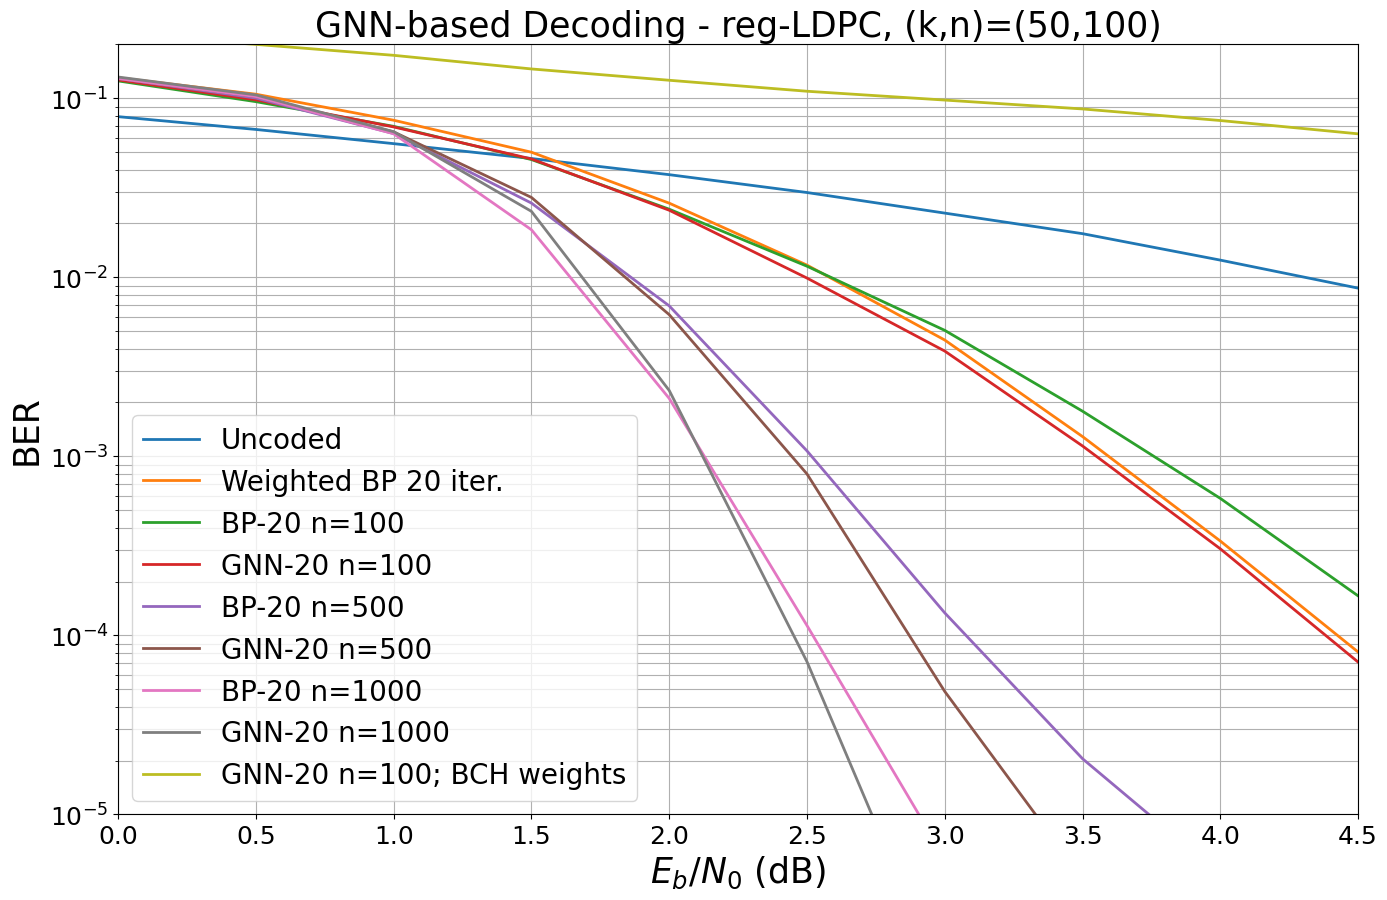 GNN-based Decoding - reg-LDPC, (k,n)=(50,100)
BER
10⁻¹
10⁻²
10⁻³
10⁻⁴
10⁻⁵
Uncoded
Weighted BP 20 iter.
BP-20 n=100
GNN-20 n=100
BP-20 n=500
GNN-20 n=500
BP-20 n=1000
GNN-20 n=1000
GNN-20 n=100; BCH weights
0.0 0.5 1.0 1.5 2.0 2.5 3.0 3.5 4.0 4.5
E_b/N_0 (dB)